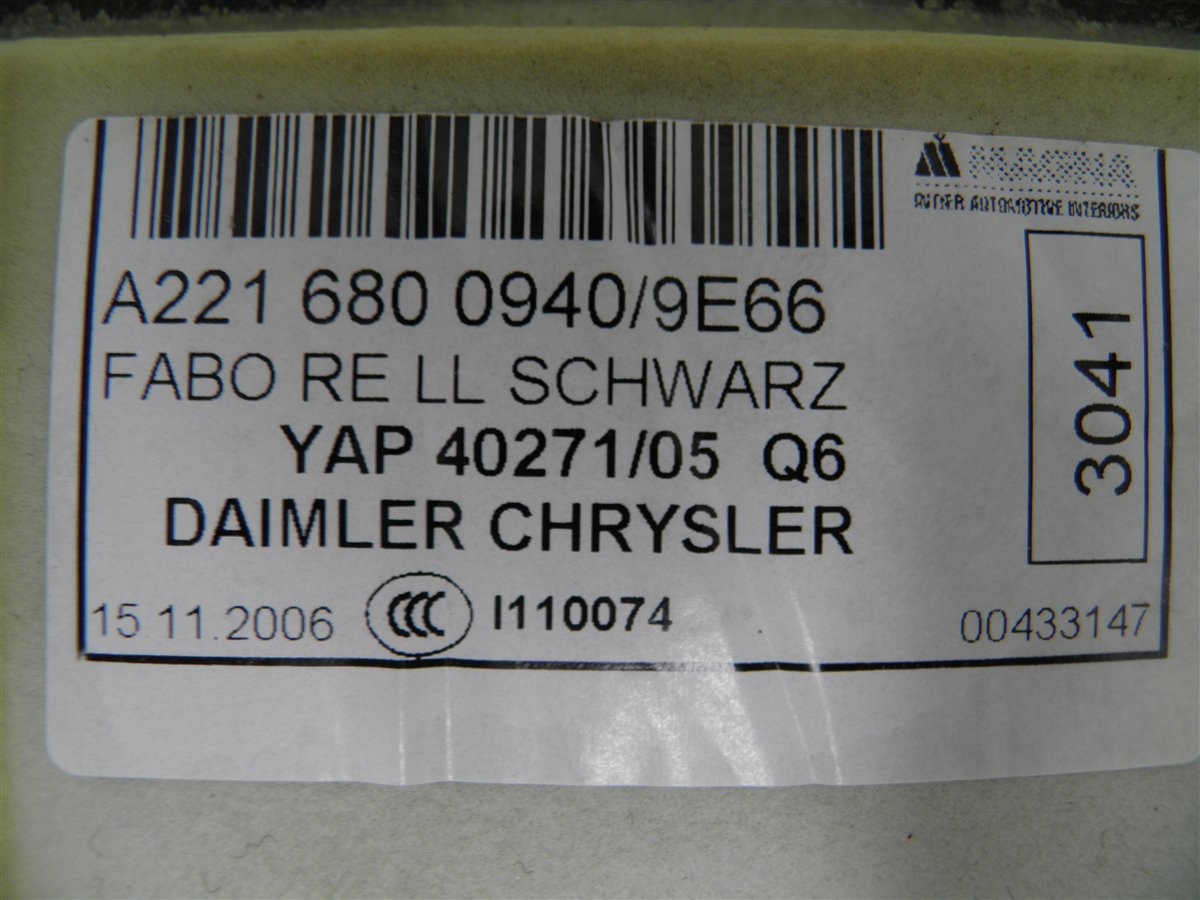 MAGNA
AUTOMOTIVE INTERIORS
A221 680 0940/9E66
FABO RE LL SCHWARZ
YAP 40271/05 Q6
DAIMLER CHRYSLER
3041
15.11.2006 CCC I110074 00433147